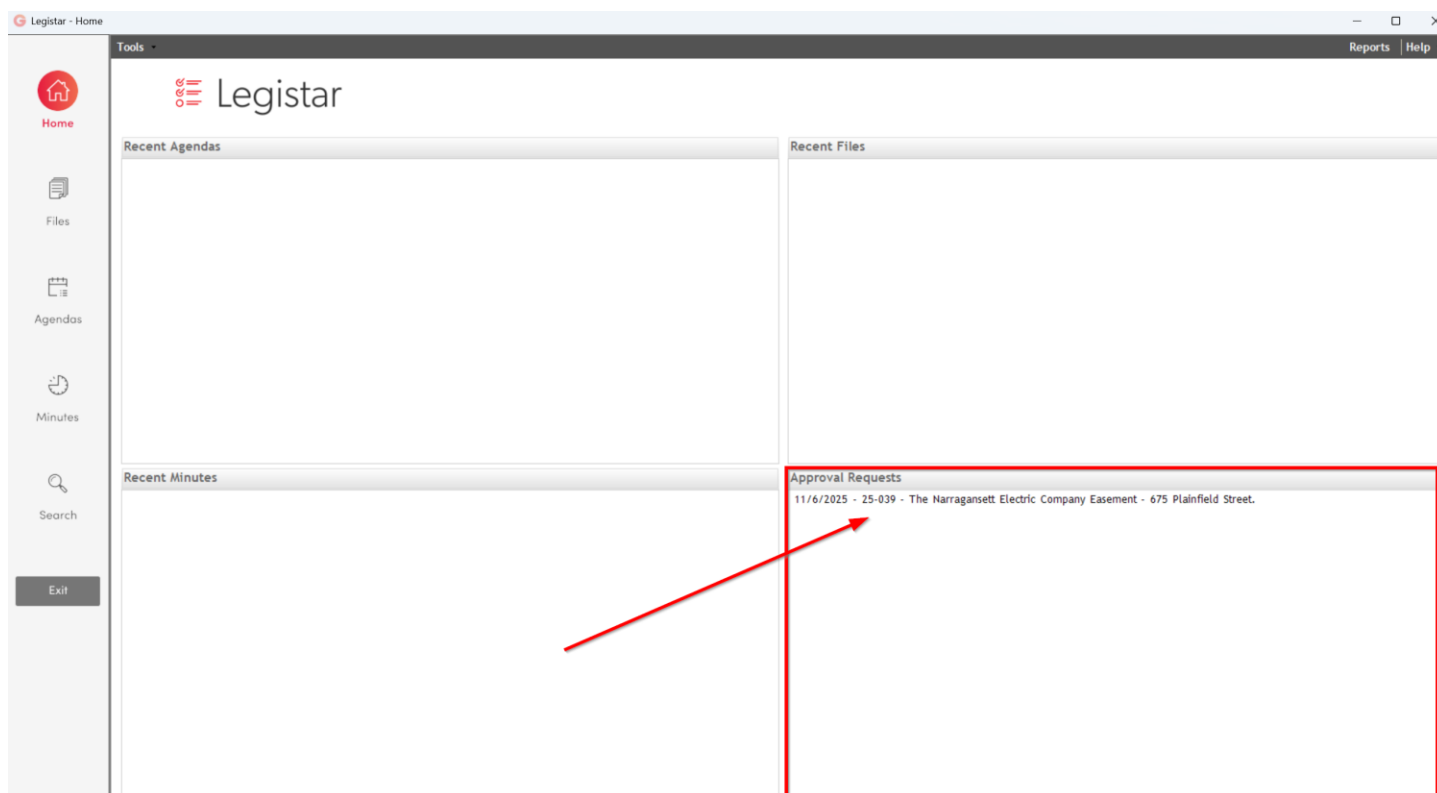 G Legistar - Home
Tools
Reports
Help
Legistar
Home
Files
Agendas
Minutes
Search
Exit
Recent Agendas
Recent Files
Recent Minutes
Approval Requests
11/6/2025 - 25-039 - The Narragansett Electric Company Easement - 675 Plainfield Street.